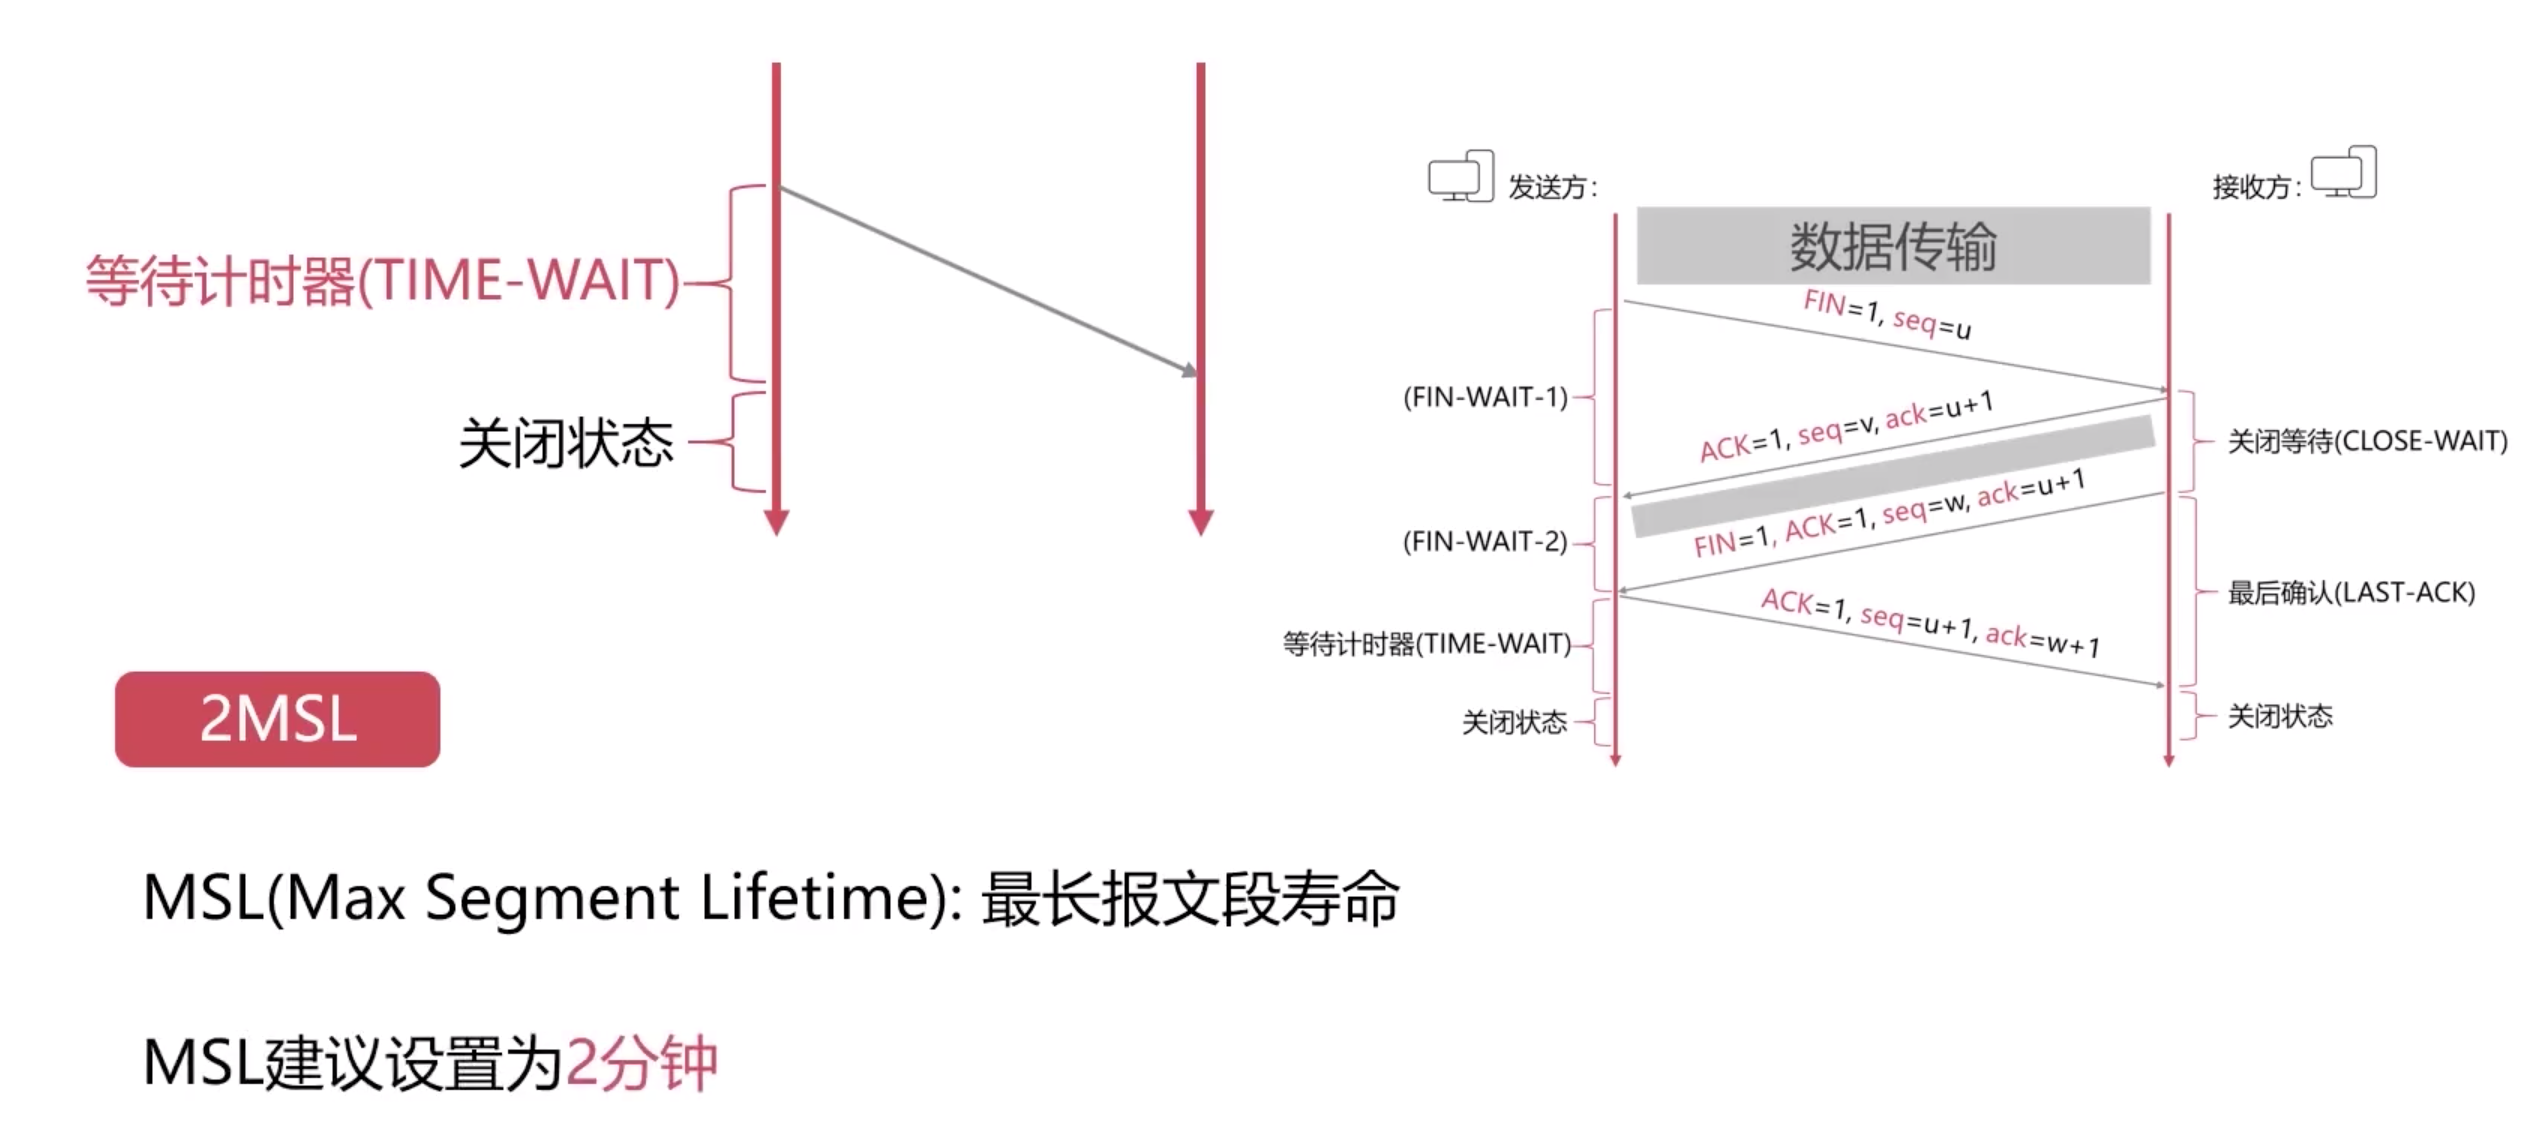 等待计时器(TIME-WAIT)
关闭状态
2MSL
MSL(Max Segment Lifetime): 最长报文段寿命
MSL建议设置为2分钟
发送方:
接收方:
数据传输
FIN=1, seq=u
(FIN-WAIT-1)
ACK=1, seq=v, ack=u+1
关闭等待(CLOSE-WAIT)
(FIN-WAIT-2)
FIN=1, ACK=1, seq=w, ack=u+1
最后确认(LAST-ACK)
等待计时器(TIME-WAIT)
ACK=1, seq=u+1, ack=w+1
关闭状态
关闭状态